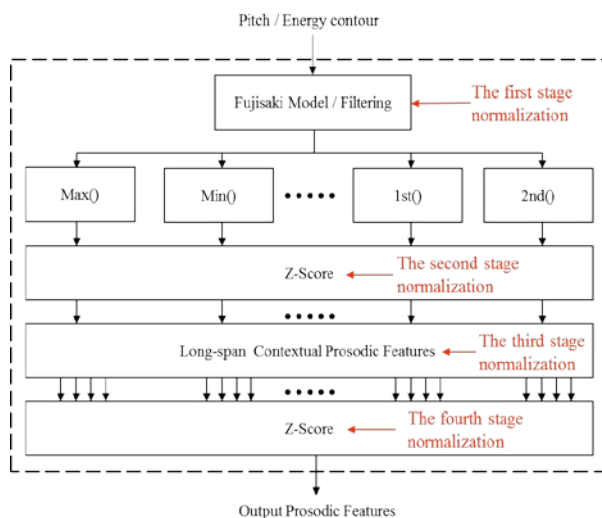 Pitch / Energy contour
Fujisaki Model / Filtering
The first stage
normalization
Max()
Min()
1st()
2nd()
Z-Score
The second stage
normalization
Long-span Contextual Prosodic Features
The third stage
normalization
Z-Score
The fourth stage
normalization
Output Prosodic Features